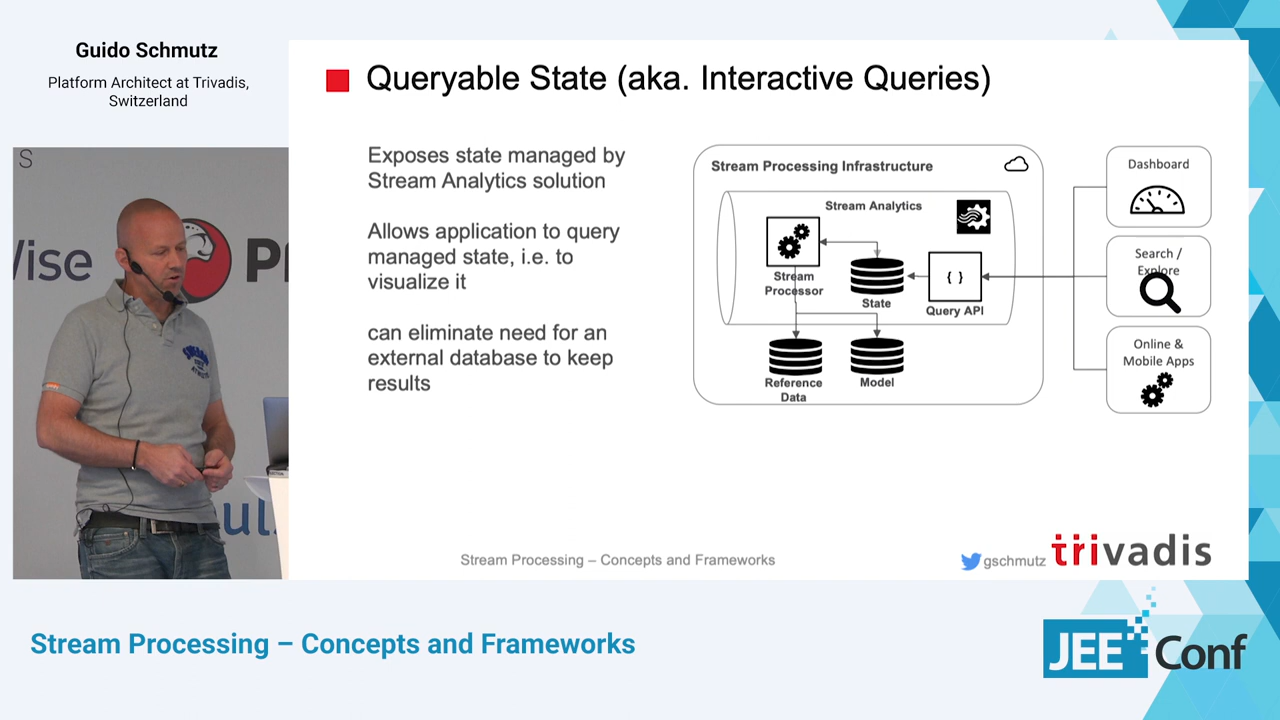 Guido Schmutz
Platform Architect at Trivadis,
Switzerland
S
Wise
ul
Queryable State (aka. Interactive Queries)
Exposes state managed by
Stream Analytics solution
Allows application to query
managed state, i.e. to
visualize it
can eliminate need for an
external database to keep
results
Stream Processing Infrastructure
Stream Analytics
Stream
Processor
State
{ }
Query API
Reference
Data
Model
Dashboard
Search /
Explore
Online &
Mobile Apps
Stream Processing – Concepts and Frameworks
gschmutz
trivadis
Stream Processing – Concepts and Frameworks
JEE Conf